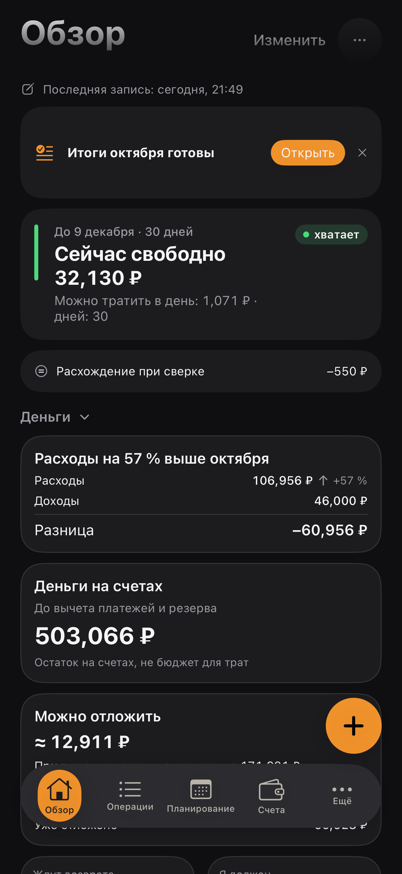 Обзор
Изменить
Последняя запись: сегодня, 21:49
Итоги октября готовы
Открыть
До 9 декабря · 30 дней
хватает
Сейчас свободно
32,130 ₽
Можно тратить в день: 1,071 ₽ ·
дней: 30
Расхождение при сверке −550 ₽
Деньги
Расходы на 57 % выше октября
Расходы 106,956 ₽ ↑ +57 %
Доходы 46,000 ₽
Разница −60,956 ₽
Деньги на счетах
До вычета платежей и резерва
503,066 ₽
Остаток на счетах, не бюджет для трат
Можно отложить
≈ 12,911 ₽
Обзор
Операции
Планирование
Счета
Ещё